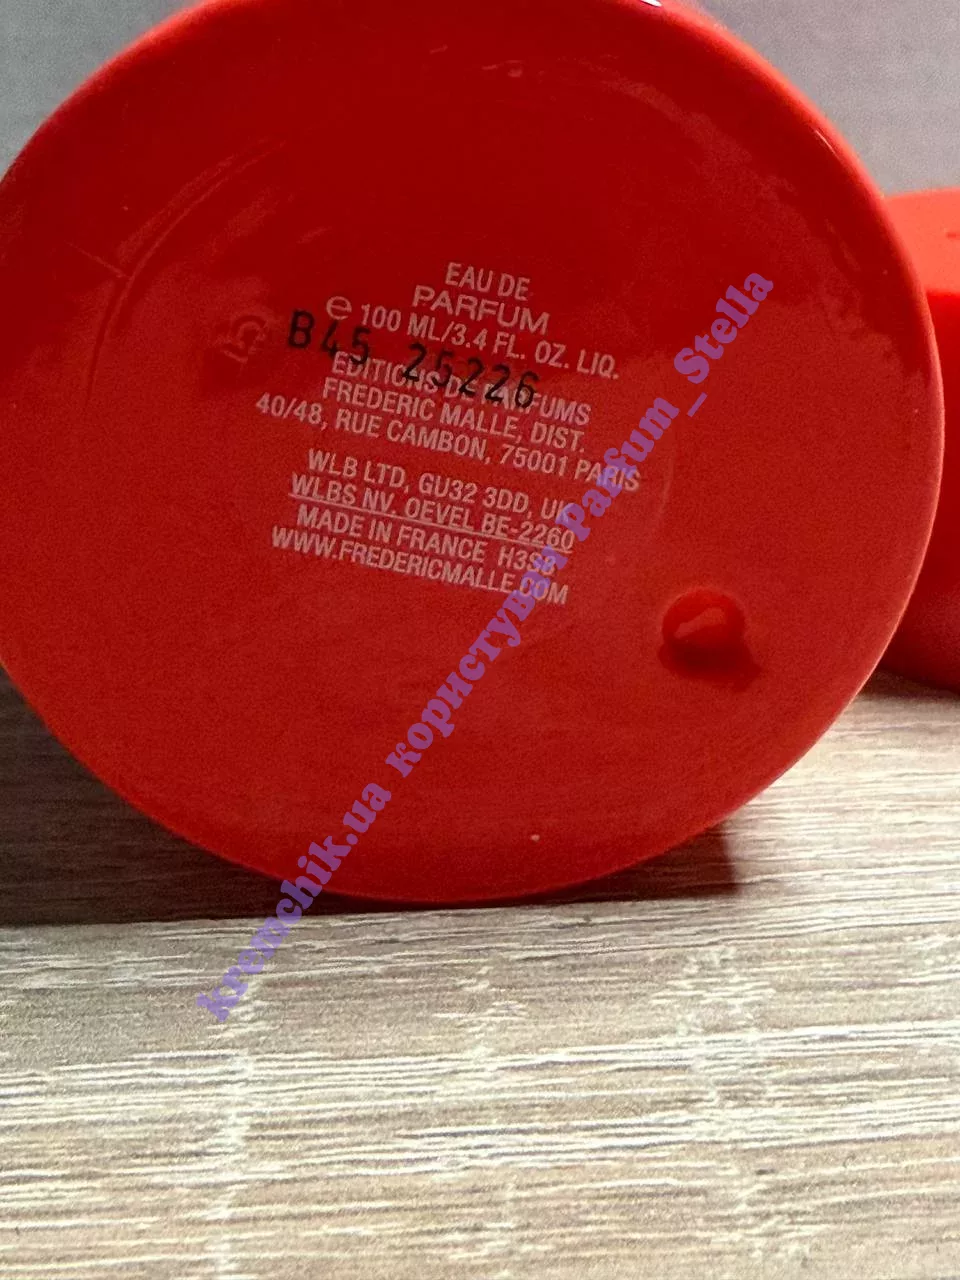 EAU DE
PARFUM
℮ 100 ML/3.4 FL. OZ. LIQ.
B45 25226
EDITIONS DE PARFUMS
FREDERIC MALLE, DIST.
40/48, RUE CAMBON, 75001 PARIS
WLB LTD, GU32 3DD, UK
WLBS NV. OEVEL BE-2260
MADE IN FRANCE H3S8
WWW.FREDERICMALLE.COM
kremchik.ua користувач Parfum_Stella